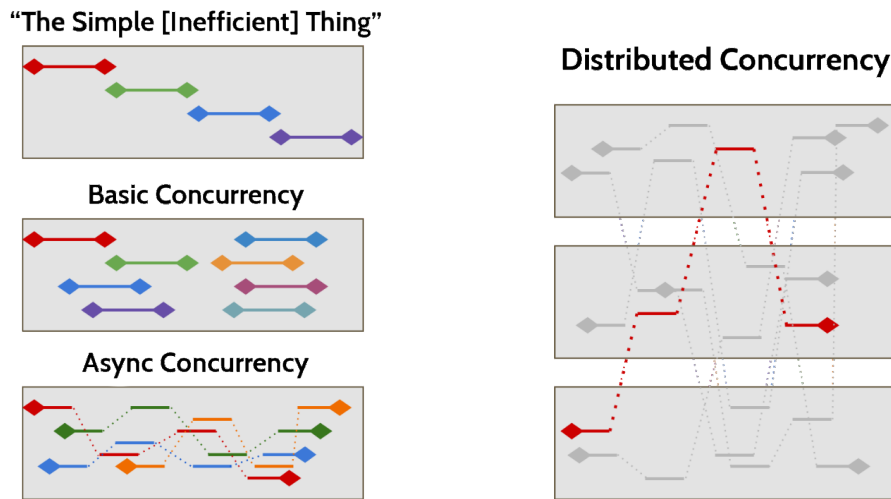 “The Simple [Inefficient] Thing”
Basic Concurrency
Async Concurrency
Distributed Concurrency